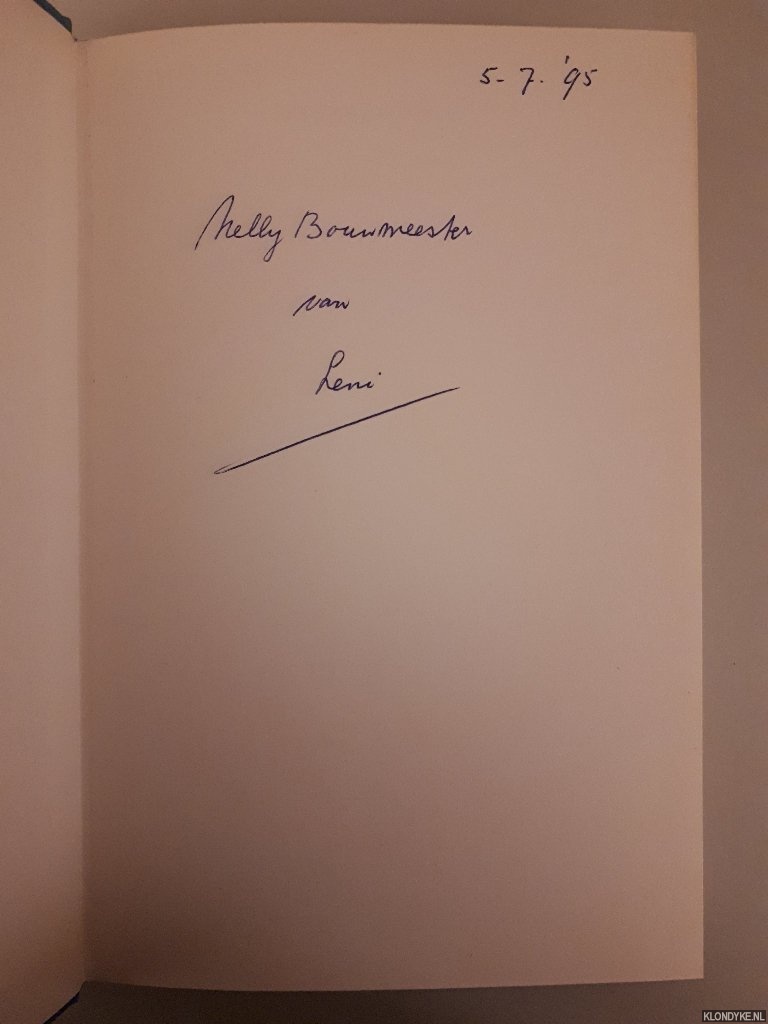 5-7-'95
Nelly Bouwmeester
van
Leni
KLONDYKE.NL